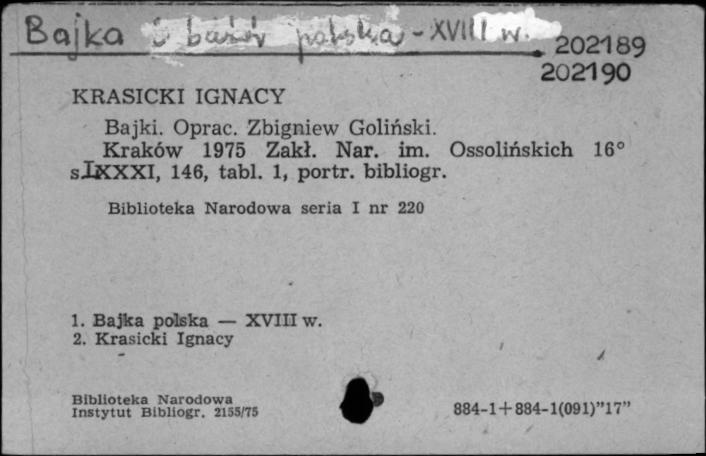 Bajka i baśń polska - XVIII w.
202189
202190
KRASICKI IGNACY
Bajki. Oprac. Zbigniew Goliński.
Kraków 1975 Zakł. Nar. im. Ossolińskich 16°
s. LXXXI, 146, tabl. 1, portr. bibliogr.
Biblioteka Narodowa seria I nr 220
1. Bajka polska — XVIII w.
2. Krasicki Ignacy
Biblioteka Narodowa
Instytut Bibliogr. 2155/75
884-1+884-1(091)”17”